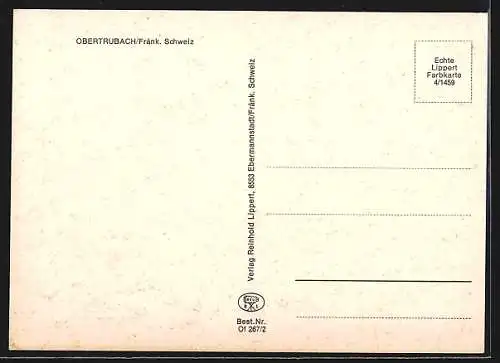 OBERTRUBACH/Fränk. Schweiz
Echte
Lippert
Farbkarte
4/1459
Verlag Reinhold Lippert, 8553 Ebermannstadt/Fränk. Schweiz
Best.Nr.
Of 267/2